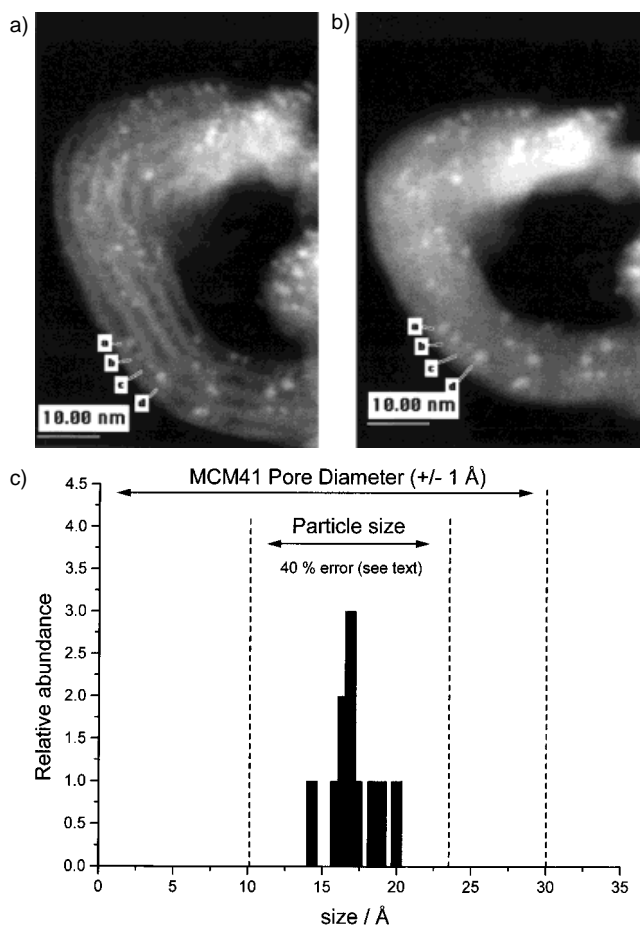 a)
b)
a
b
c
d
10.00 nm
a
b
c
d
10.00 nm
c)
MCM41 Pore Diameter (+/- 1 Å)
Particle size
40 % error (see text)
4.5
4.0
3.5
3.0
2.5
2.0
1.5
1.0
0.5
0.0
Relative abundance
0 5 10 15 20 25 30 35
size / Å